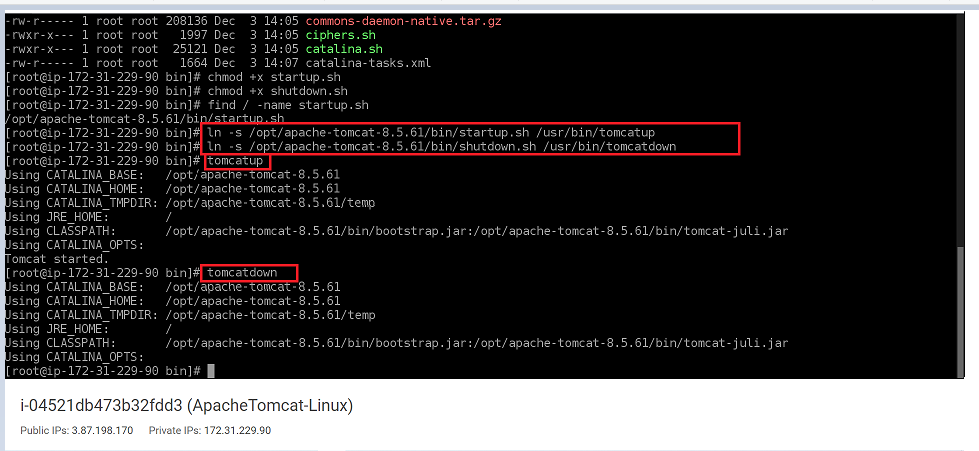 -rw-r----- 1 root root 208136 Dec  3 14:05 commons-daemon-native.tar.gz
-rwxr-x--- 1 root root   1997 Dec  3 14:05 ciphers.sh
-rwxr-x--- 1 root root  25121 Dec  3 14:05 catalina.sh
-rw-r----- 1 root root   1664 Dec  3 14:07 catalina-tasks.xml
[root@ip-172-31-229-90 bin]# chmod +x startup.sh
[root@ip-172-31-229-90 bin]# chmod +x shutdown.sh
[root@ip-172-31-229-90 bin]# find / -name startup.sh
/opt/apache-tomcat-8.5.61/bin/startup.sh
[root@ip-172-31-229-90 bin]# ln -s /opt/apache-tomcat-8.5.61/bin/startup.sh /usr/bin/tomcatup
[root@ip-172-31-229-90 bin]# ln -s /opt/apache-tomcat-8.5.61/bin/shutdown.sh /usr/bin/tomcatdown
[root@ip-172-31-229-90 bin]# tomcatup
Using CATALINA_BASE:   /opt/apache-tomcat-8.5.61
Using CATALINA_HOME:   /opt/apache-tomcat-8.5.61
Using CATALINA_TMPDIR: /opt/apache-tomcat-8.5.61/temp
Using JRE_HOME:        /
Using CLASSPATH:       /opt/apache-tomcat-8.5.61/bin/bootstrap.jar:/opt/apache-tomcat-8.5.61/bin/tomcat-juli.jar
Using CATALINA_OPTS:
Tomcat started.
[root@ip-172-31-229-90 bin]# tomcatdown
Using CATALINA_BASE:   /opt/apache-tomcat-8.5.61
Using CATALINA_HOME:   /opt/apache-tomcat-8.5.61
Using CATALINA_TMPDIR: /opt/apache-tomcat-8.5.61/temp
Using JRE_HOME:        /
Using CLASSPATH:       /opt/apache-tomcat-8.5.61/bin/bootstrap.jar:/opt/apache-tomcat-8.5.61/bin/tomcat-juli.jar
Using CATALINA_OPTS:
[root@ip-172-31-229-90 bin]#
i-04521db473b32fdd3 (ApacheTomcat-Linux)
Public IPs: 3.87.198.170 Private IPs: 172.31.229.90